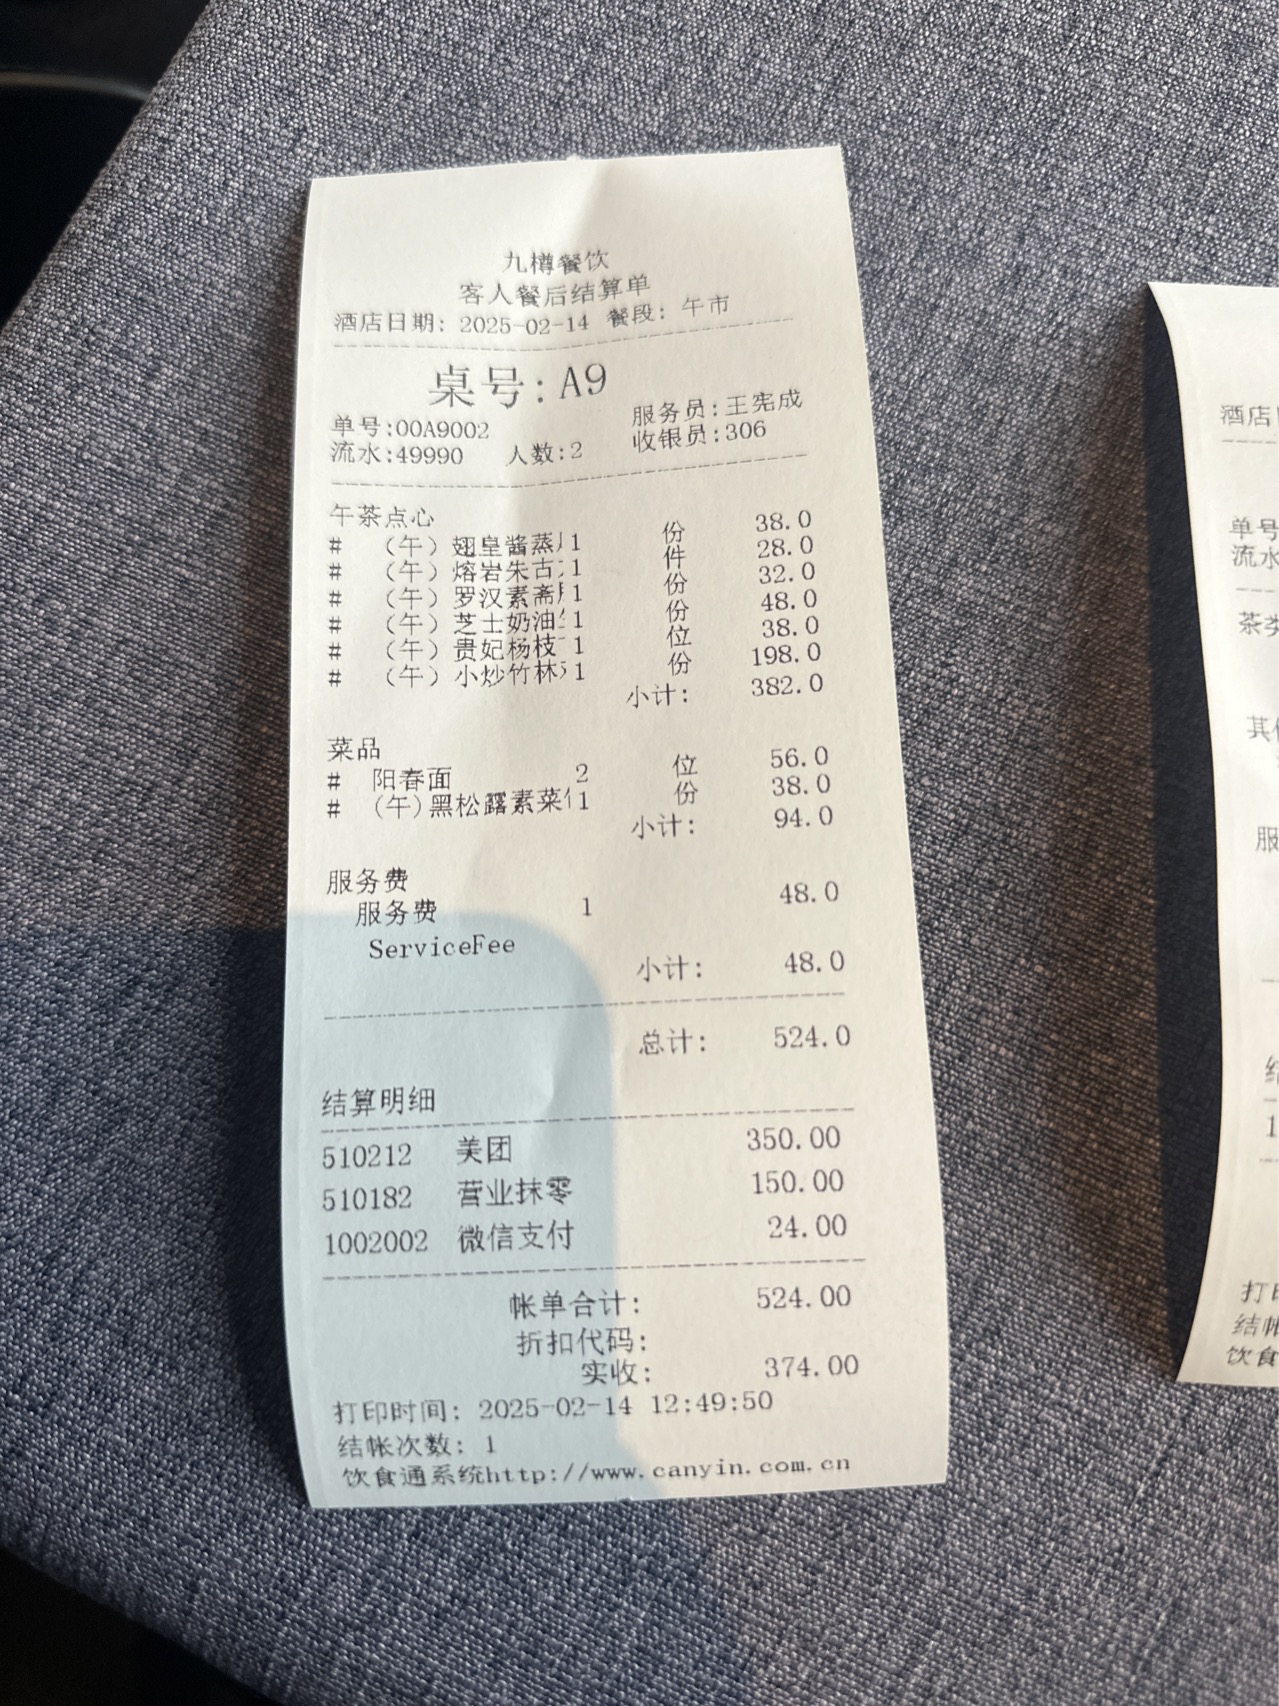 九樽餐饮
客人餐后结算单
酒店日期: 2025-02-14 餐段: 午市
桌号: A9
单号:00A9002 服务员:王宪成
流水:49990 人数:2 收银员:306
午茶点心
# （午）翅皇酱蒸 1 份 38.0
# （午）熔岩朱古 1 件 28.0
# （午）罗汉素斋 1 份 32.0
# （午）芝士奶油 1 份 48.0
# （午）贵妃杨枝 1 位 38.0
# （午）小炒竹林 1 份 198.0
小计: 382.0
菜品
# 阳春面 2 位 56.0
# (午)黑松露素菜 1 份 38.0
小计: 94.0
服务费
服务费 1 48.0
ServiceFee
小计: 48.0
总计: 524.0
结算明细
510212 美团 350.00
510182 营业抹零 150.00
1002002 微信支付 24.00
帐单合计: 524.00
折扣代码:
实收: 374.00
打印时间: 2025-02-14 12:49:50
结帐次数: 1
饮食通系统http://www.canyin.com.cn
酒店
单号
流水
茶类
其他
服
结
1
打印
结帐
饮食